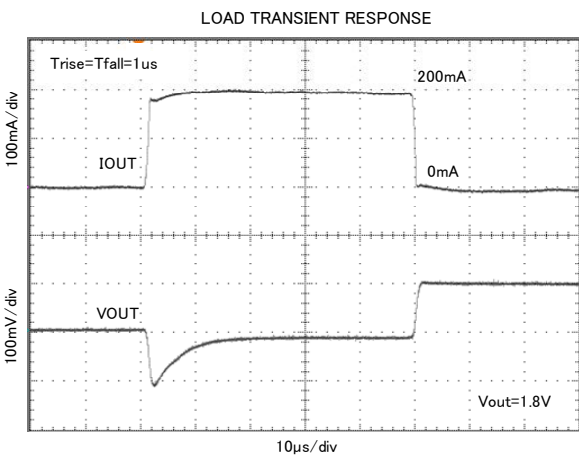 LOAD TRANSIENT RESPONSE
Trise=Tfall=1us
200mA
100mA/div
IOUT
0mA
VOUT
100mV/div
Vout=1.8V
10µs/div